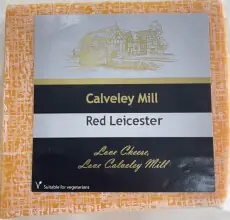 Calveley Mill
Red Leicester
Love Cheese,
Love Calveley Mill
V Suitable for vegetarians